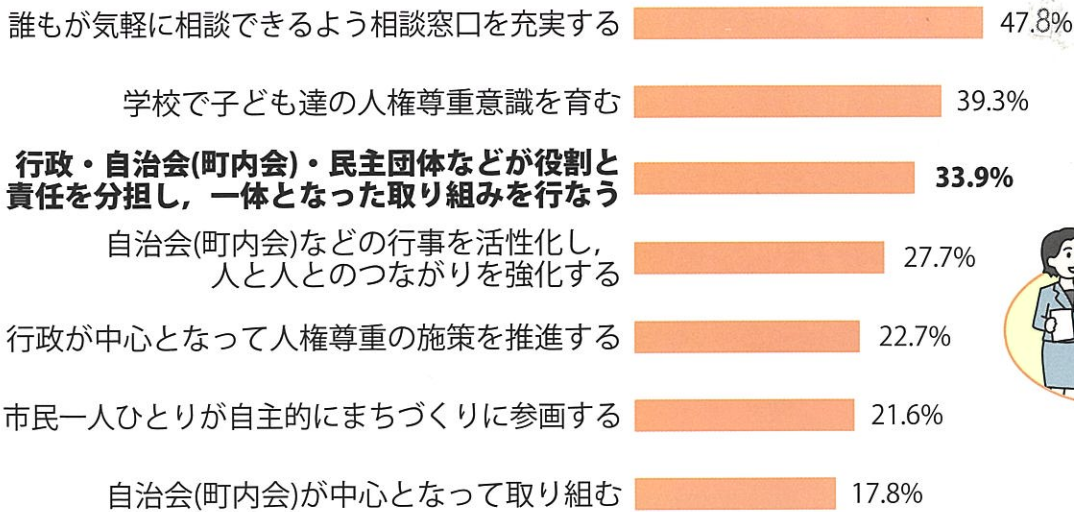 誰もが気軽に相談できるよう相談窓口を充実する 47.8%
学校で子ども達の人権尊重意識を育む 39.3%
行政・自治会(町内会)・民主団体などが役割と
責任を分担し，一体となった取り組みを行なう 33.9%
自治会(町内会)などの行事を活性化し，
人と人とのつながりを強化する 27.7%
行政が中心となって人権尊重の施策を推進する 22.7%
市民一人ひとりが自主的にまちづくりに参画する 21.6%
自治会(町内会)が中心となって取り組む 17.8%